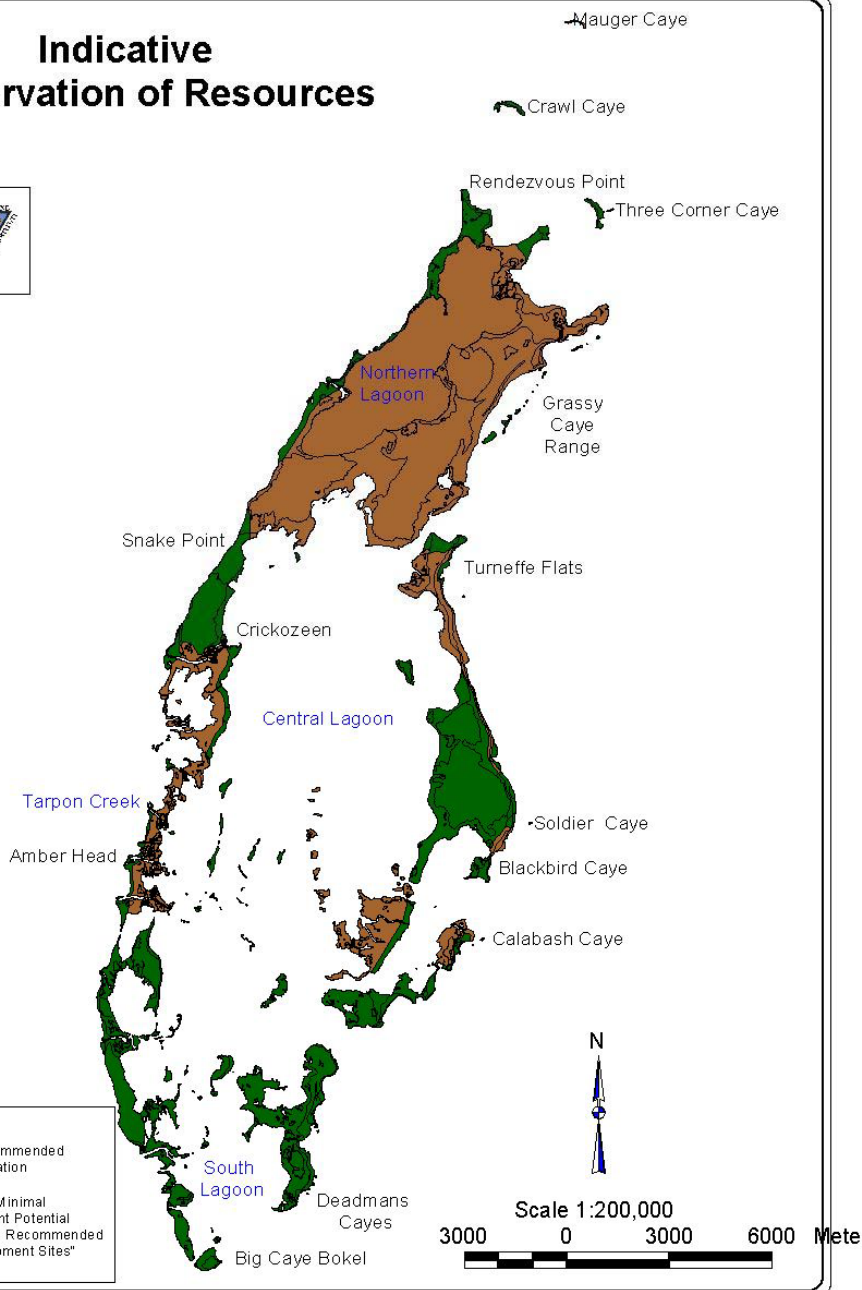 Indicative
rvation of Resources
Mauger Caye
Crawl Caye
Rendezvous Point
Three Corner Caye
Northern
Lagoon
Grassy
Caye
Range
Snake Point
Turneffe Flats
Crickozeen
Central Lagoon
Tarpon Creek
Soldier Caye
Amber Head
Blackbird Caye
Calabash Caye
N
mmended
ation
Minimal
nt Potential
Recommended
pment Sites"
South
Lagoon
Deadmans
Cayes
Big Caye Bokel
Scale 1:200,000
3000 0 3000 6000 Mete